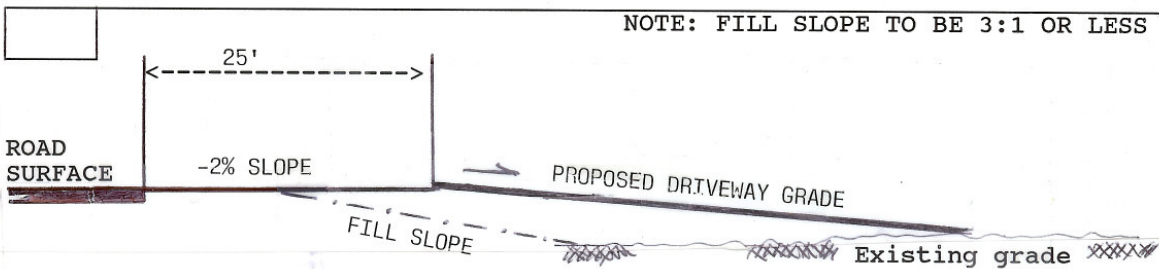 NOTE: FILL SLOPE TO BE 3:1 OR LESS
25'
ROAD
SURFACE
-2% SLOPE
PROPOSED DRIVEWAY GRADE
FILL SLOPE
Existing grade